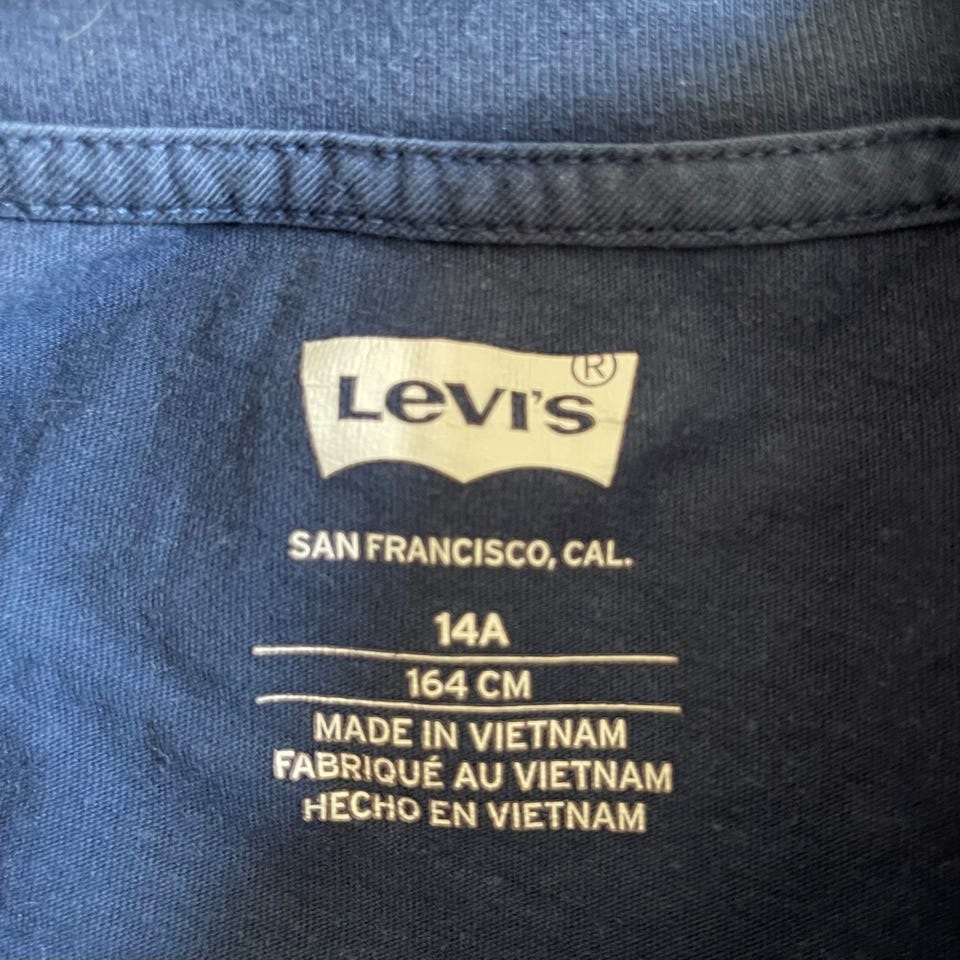 Levi's ®
SAN FRANCISCO, CAL.
14A
164 CM
MADE IN VIETNAM
FABRIQUÉ AU VIETNAM
HECHO EN VIETNAM